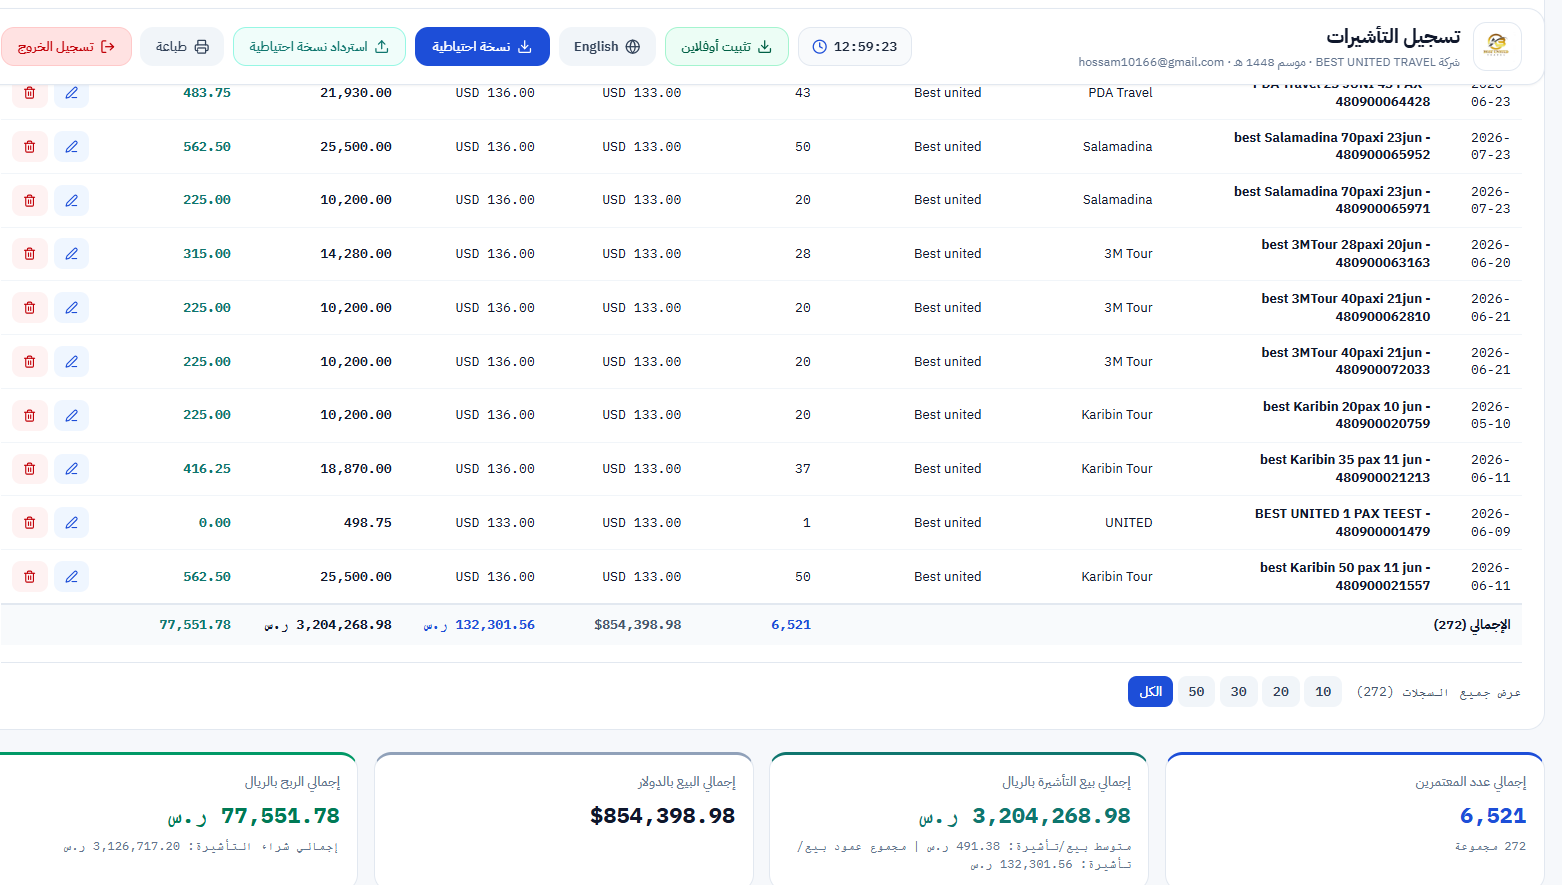 تسجيل التأشيرات
شركة BEST UNITED TRAVEL · موسم 1448 هـ · hossam10166@gmail.com
12:59:23
تثبيت أوفلاين
English
نسخة احتياطية
استرداد نسخة احتياطية
طباعة
تسجيل الخروج
2026-06-23 PDA Travel 23 JUNI 43 PAX - 480900064428 PDA Travel Best united 43 USD 133.00 USD 136.00 21,930.00 483.75
2026-07-23 best Salamadina 70paxi 23jun - 480900065952 Salamadina Best united 50 USD 133.00 USD 136.00 25,500.00 562.50
2026-07-23 best Salamadina 70paxi 23jun - 480900065971 Salamadina Best united 20 USD 133.00 USD 136.00 10,200.00 225.00
2026-06-20 best 3MTour 28paxi 20jun - 480900063163 3M Tour Best united 28 USD 133.00 USD 136.00 14,280.00 315.00
2026-06-21 best 3MTour 40paxi 21jun - 480900062810 3M Tour Best united 20 USD 133.00 USD 136.00 10,200.00 225.00
2026-06-21 best 3MTour 40paxi 21jun - 480900072033 3M Tour Best united 20 USD 133.00 USD 136.00 10,200.00 225.00
2026-05-10 best Karibin 20pax 10 jun - 480900020759 Karibin Tour Best united 20 USD 133.00 USD 136.00 10,200.00 225.00
2026-06-11 best Karibin 35 pax 11 jun - 480900021213 Karibin Tour Best united 37 USD 133.00 USD 136.00 18,870.00 416.25
2026-06-09 BEST UNITED 1 PAX TEEST - 480900001479 UNITED Best united 1 USD 133.00 USD 133.00 498.75 0.00
2026-06-11 best Karibin 50 pax 11 jun - 480900021557 Karibin Tour Best united 50 USD 133.00 USD 136.00 25,500.00 562.50
الإجمالي (272) 6,521 $854,398.98 132,301.56 ر.س 3,204,268.98 ر.س 77,551.78
عرض جميع السجلات (272) 10 20 30 50 الكل
إجمالي عدد المعتمرين
6,521
272 مجموعة
إجمالي بيع التأشيرة بالريال
3,204,268.98 ر.س
متوسط بيع/تأشيرة: 491.38 ر.س | مجموع عمود بيع/
تأشيرة: 132,301.56 ر.س
إجمالي البيع بالدولار
$854,398.98
إجمالي الربح بالريال
77,551.78 ر.س
إجمالي شراء التأشيرة: 3,126,717.20 ر.س